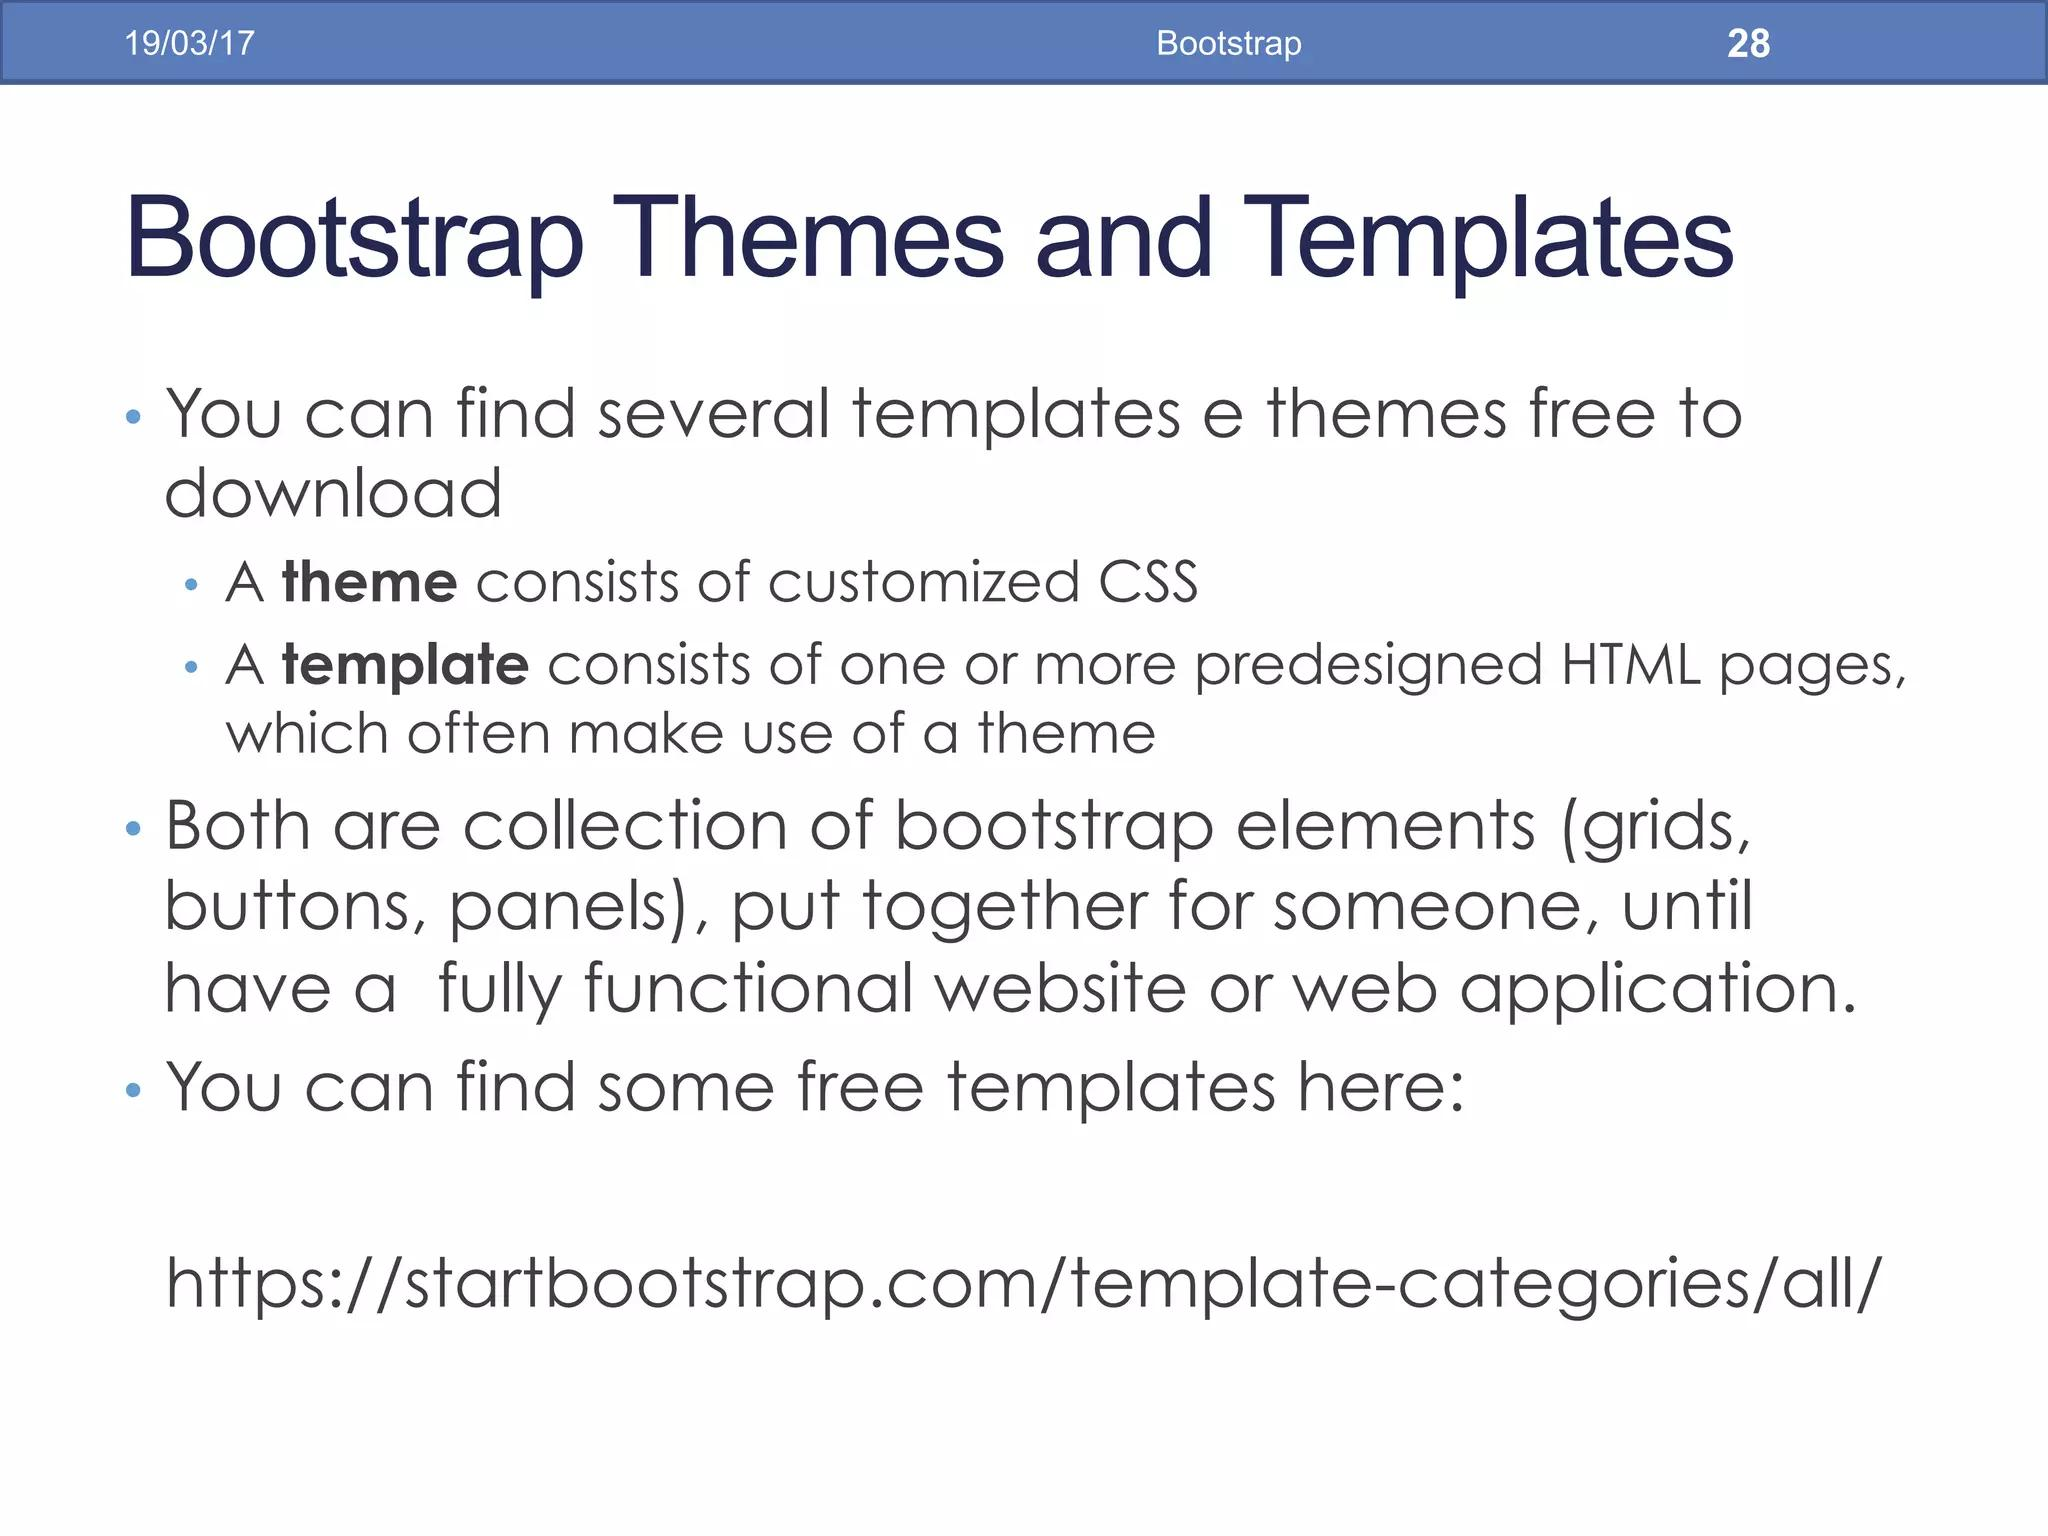 19/03/17 Bootstrap 28
Bootstrap Themes and Templates
• You can find several templates e themes free to
download
• A theme consists of customized CSS
• A template consists of one or more predesigned HTML pages,
which often make use of a theme
• Both are collection of bootstrap elements (grids,
buttons, panels), put together for someone, until
have a  fully functional website or web application.
• You can find some free templates here:
https://startbootstrap.com/template-categories/all/